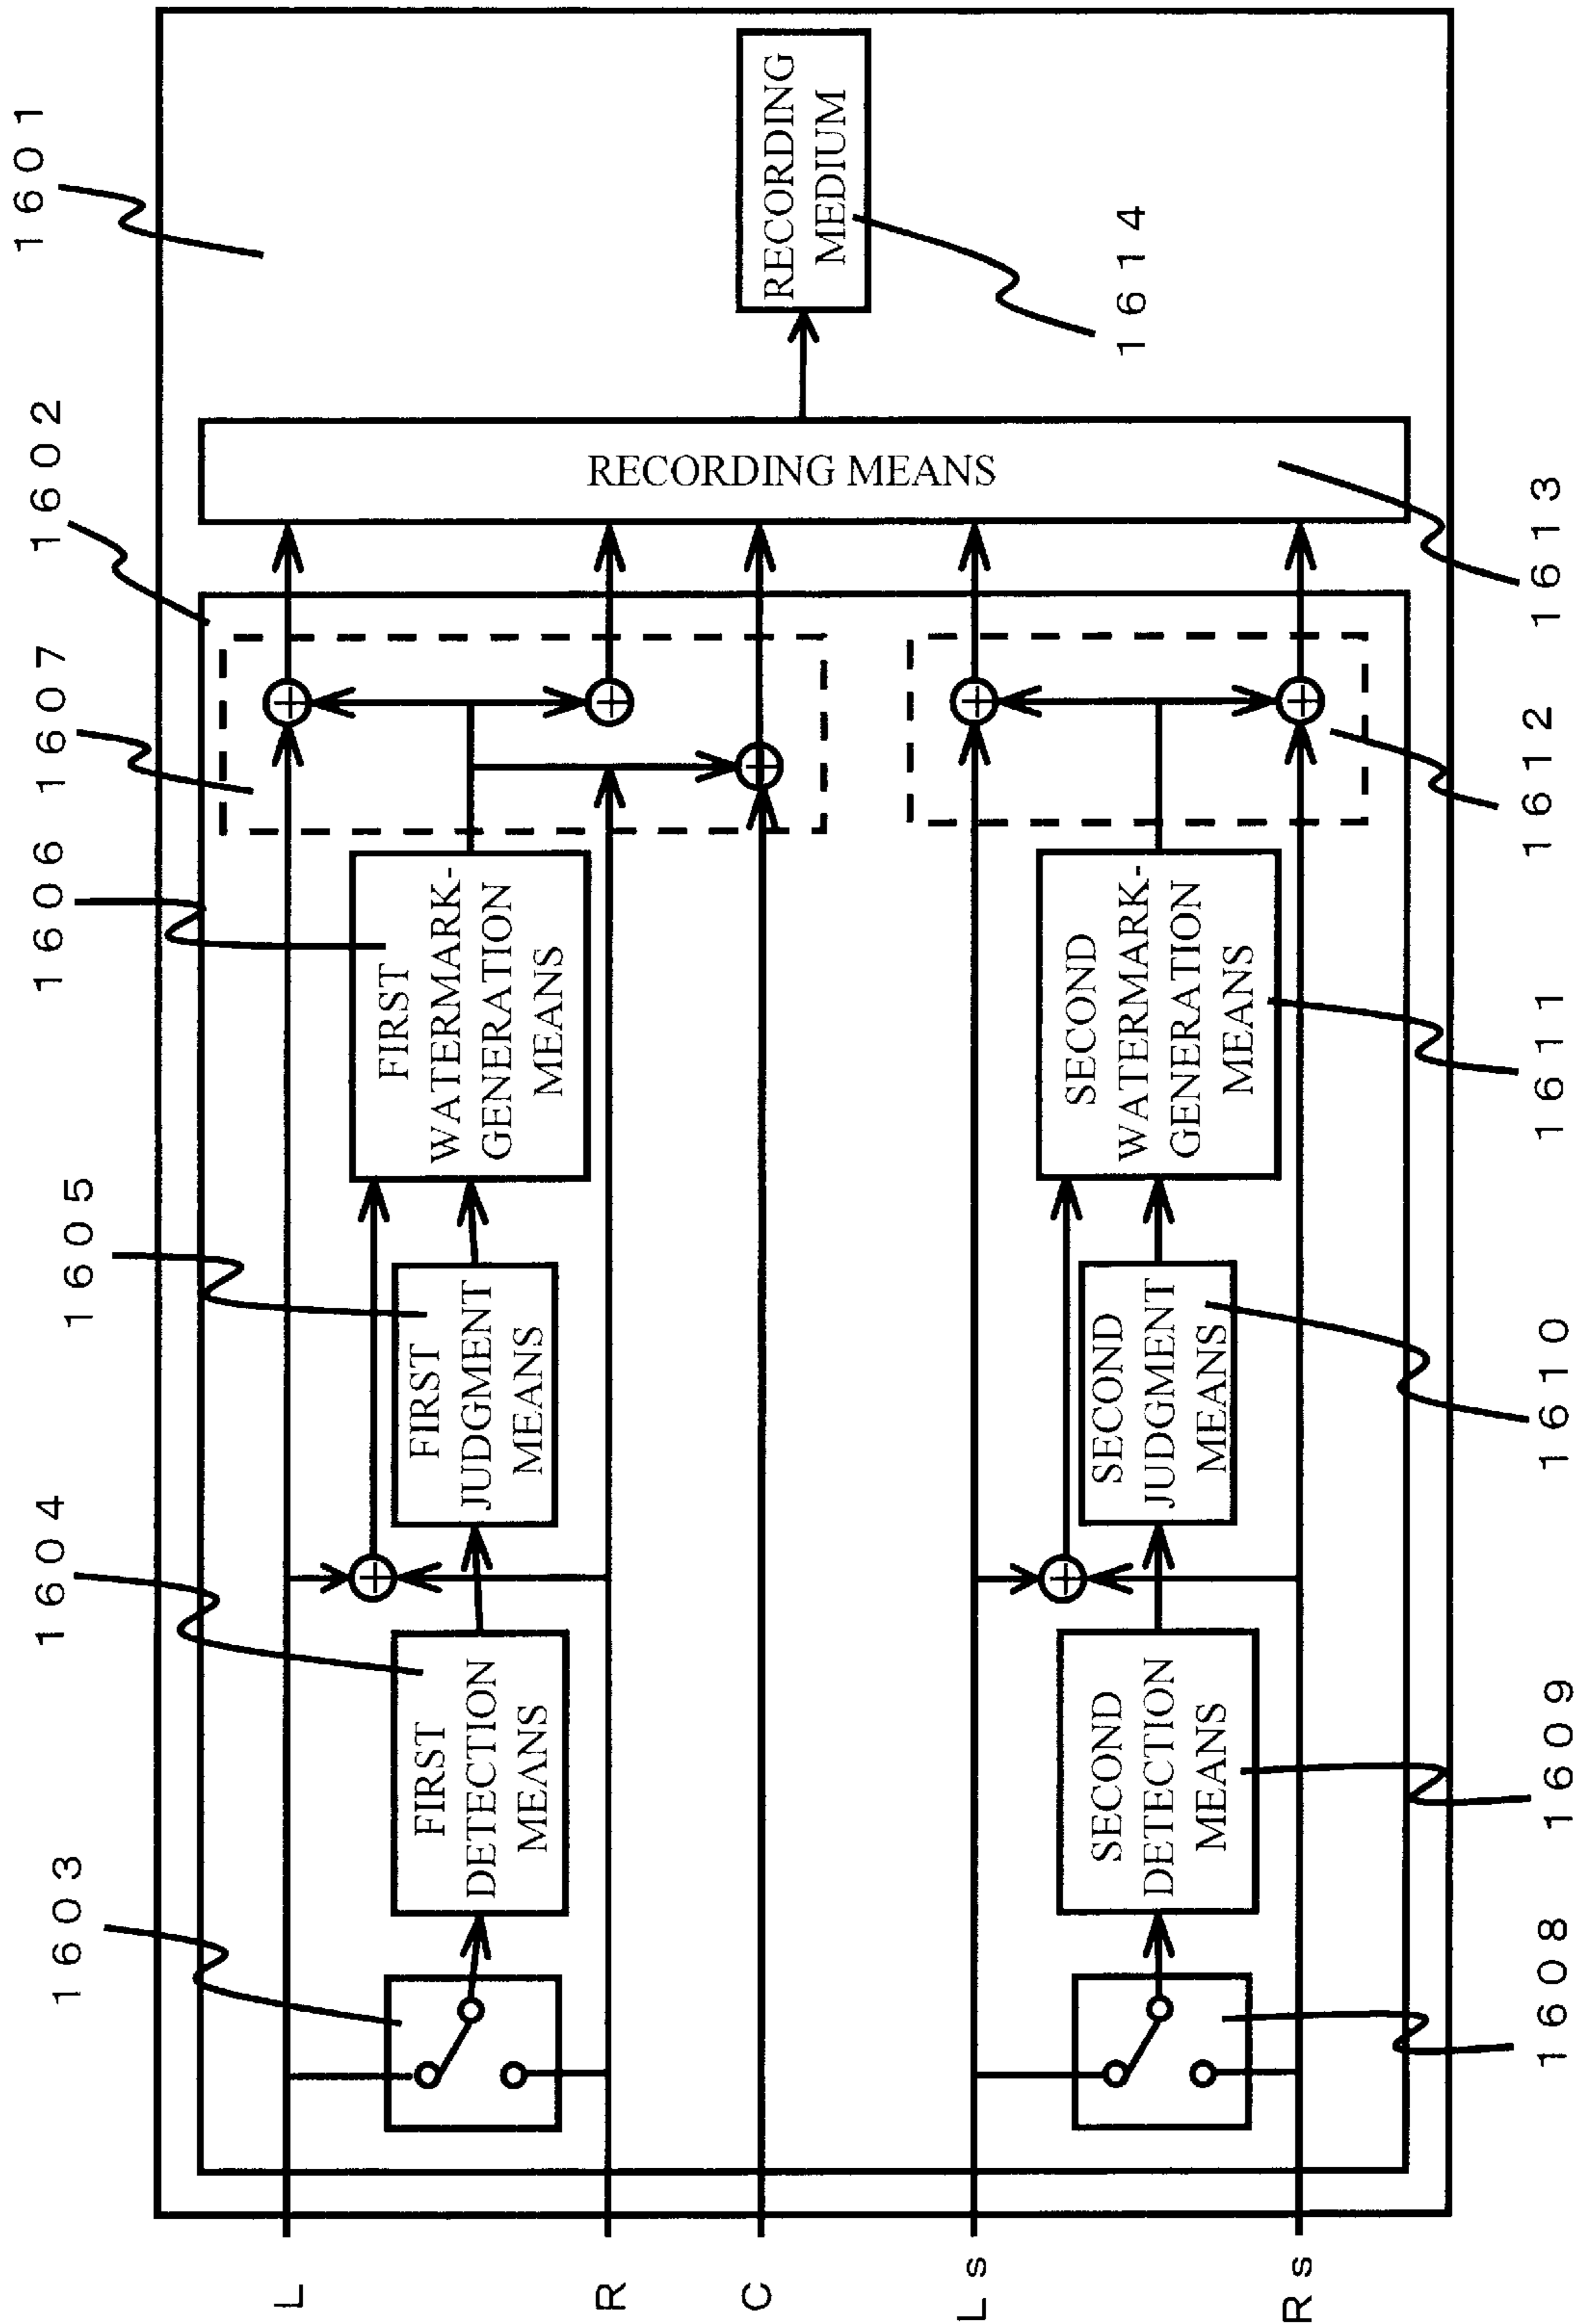 1601
1602
1607
1606
1605
1604
1603
RECORDING
MEDIUM
1614
RECORDING MEANS
1613
FIRST
WATERMARK-
GENERATION
MEANS
FIRST
JUDGMENT
MEANS
FIRST
DETECTION
MEANS
SECOND
WATERMARK-
GENERATION
MEANS
SECOND
JUDGMENT
MEANS
SECOND
DETECTION
MEANS
1612
1611
1610
1609
1608
L
R
C
Ls
Rs